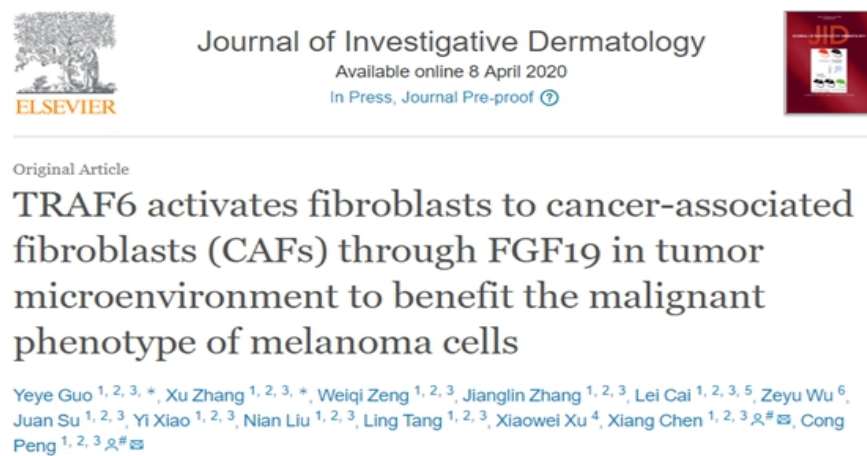 ELSEVIER
Journal of Investigative Dermatology
Available online 8 April 2020
In Press, Journal Pre-proof ?
JID
Original Article
TRAF6 activates fibroblasts to cancer-associated
fibroblasts (CAFs) through FGF19 in tumor
microenvironment to benefit the malignant
phenotype of melanoma cells
Yeye Guo 1, 2, 3, *, Xu Zhang 1, 2, 3, *, Weiqi Zeng 1, 2, 3, Jianglin Zhang 1, 2, 3, Lei Cai 1, 2, 3, 5, Zeyu Wu 6,
Juan Su 1, 2, 3, Yi Xiao 1, 2, 3, Nian Liu 1, 2, 3, Ling Tang 1, 2, 3, Xiaowei Xu 4, Xiang Chen 1, 2, 3 #, Cong
Peng 1, 2, 3 #